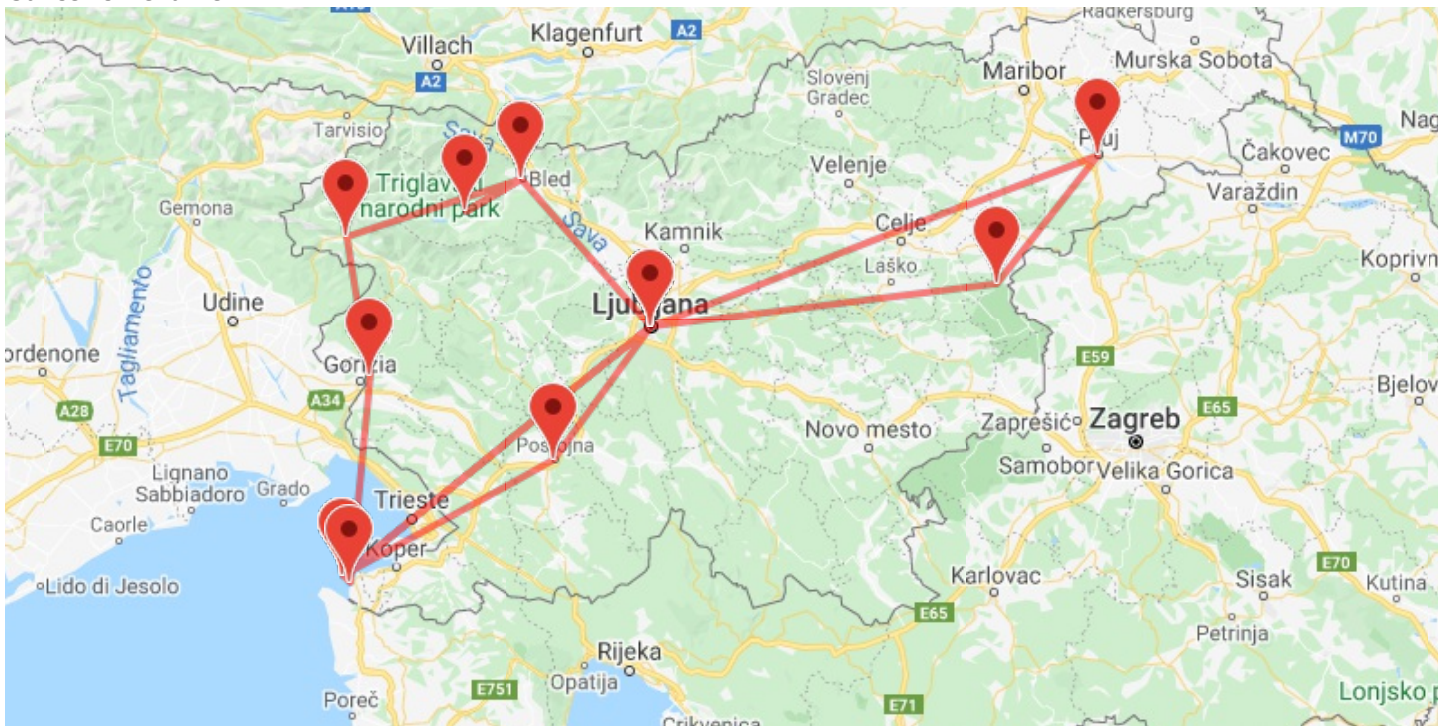 Radkersburg
Klagenfurt
A2
Villach
Murska Sobota
Maribor
A2
Slovenj
Gradec
Tarvisio
Sava
Nag
M70
Čakovec
Velenje
Bled
Triglavski
narodni park
Varaždin
Gemona
Sava
Celje
Kamnik
Laško
Koprivn
Tagliamento
Udine
Ljubljana
ordenone
E59
Gorizia
Bjelov
A34
A28
E65
Zaprešić
Zagreb
E70
Novo mesto
Postojna
Samobor
Velika Gorica
Lignano
Sabbiadoro
Grado
Trieste
Caorle
Koper
E70
Lido di Jesolo
Karlovac
Sisak
Kutina
E65
Petrinja
Rijeka
Opatija
E751
Lonjsko
Poreč
E71
Crikvenica